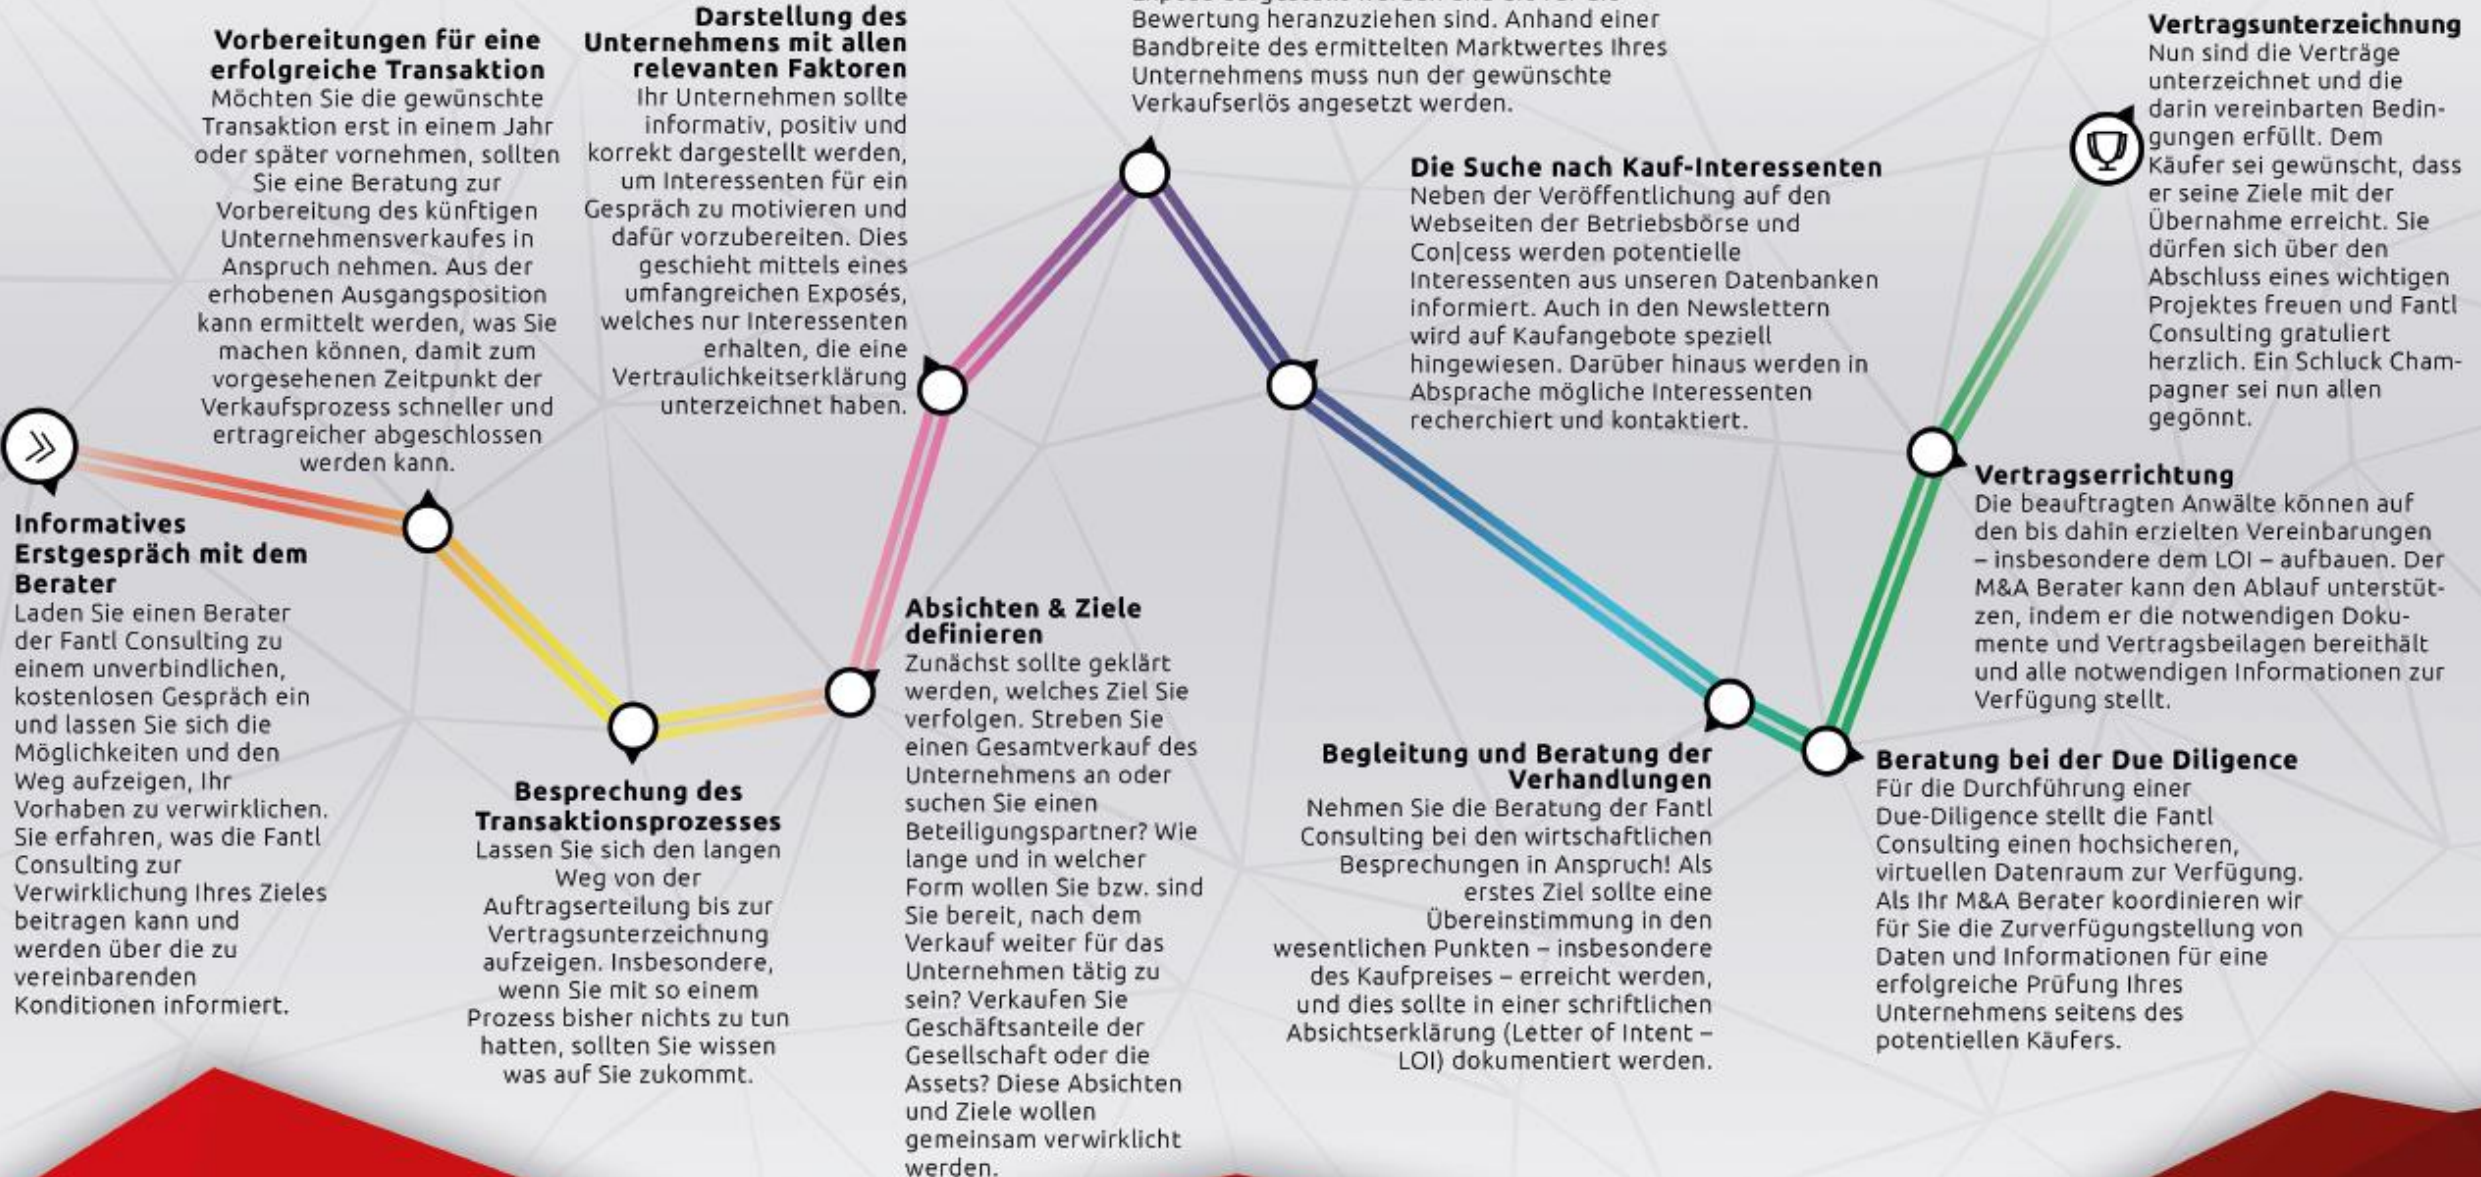 Informatives
Erstgespräch mit dem
Berater
Laden Sie einen Berater
der Fantl Consulting zu
einem unverbindlichen,
kostenlosen Gespräch ein
und lassen Sie sich die
Möglichkeiten und den
Weg aufzeigen, Ihr
Vorhaben zu verwirklichen.
Sie erfahren, was die Fantl
Consulting zur
Verwirklichung Ihres Zieles
beitragen kann und
werden über die zu
vereinbarenden
Konditionen informiert.
Vorbereitungen für eine
erfolgreiche Transaktion
Möchten Sie die gewünschte
Transaktion erst in einem Jahr
oder später vornehmen, sollten
Sie eine Beratung zur
Vorbereitung des künftigen
Unternehmensverkaufes in
Anspruch nehmen. Aus der
erhobenen Ausgangsposition
kann ermittelt werden, was Sie
machen können, damit zum
vorgesehenen Zeitpunkt der
Verkaufsprozess schneller und
ertragreicher abgeschlossen
werden kann.
Besprechung des
Transaktionsprozesses
Lassen Sie sich den langen
Weg von der
Auftragserteilung bis zur
Vertragsunterzeichnung
aufzeigen. Insbesondere,
wenn Sie mit so einem
Prozess bisher nichts zu tun
hatten, sollten Sie wissen
was auf Sie zukommt.
Absichten & Ziele
definieren
Zunächst sollte geklärt
werden, welches Ziel Sie
verfolgen. Streben Sie
einen Gesamtverkauf des
Unternehmens an oder
suchen Sie einen
Beteiligungspartner? Wie
lange und in welcher
Form wollen Sie bzw. sind
Sie bereit, nach dem
Verkauf weiter für das
Unternehmen tätig zu
sein? Verkaufen Sie
Geschäftsanteile der
Gesellschaft oder die
Assets? Diese Absichten
und Ziele wollen
gemeinsam verwirklicht
werden.
Darstellung des
Unternehmens mit allen
relevanten Faktoren
Ihr Unternehmen sollte
informativ, positiv und
korrekt dargestellt werden,
um Interessenten für ein
Gespräch zu motivieren und
dafür vorzubereiten. Dies
geschieht mittels eines
umfangreichen Exposés,
welches nur Interessenten
erhalten, die eine
Vertraulichkeitserklärung
unterzeichnet haben.
Bewertung heranzuziehen sind. Anhand einer
Bandbreite des ermittelten Marktwertes Ihres
Unternehmens muss nun der gewünschte
Verkaufserlös angesetzt werden.
Die Suche nach Kauf-Interessenten
Neben der Veröffentlichung auf den
Webseiten der Betriebsbörse und
Con|cess werden potentielle
Interessenten aus unseren Datenbanken
informiert. Auch in den Newslettern
wird auf Kaufangebote speziell
hingewiesen. Darüber hinaus werden in
Absprache mögliche Interessenten
recherchiert und kontaktiert.
Begleitung und Beratung der
Verhandlungen
Nehmen Sie die Beratung der Fantl
Consulting bei den wirtschaftlichen
Besprechungen in Anspruch! Als
erstes Ziel sollte eine
Übereinstimmung in den
wesentlichen Punkten – insbesondere
des Kaufpreises – erreicht werden,
und dies sollte in einer schriftlichen
Absichtserklärung (Letter of Intent –
LOI) dokumentiert werden.
Beratung bei der Due Diligence
Für die Durchführung einer
Due-Diligence stellt die Fantl
Consulting einen hochsicheren,
virtuellen Datenraum zur Verfügung.
Als Ihr M&A Berater koordinieren wir
für Sie die Zurverfügungstellung von
Daten und Informationen für eine
erfolgreiche Prüfung Ihres
Unternehmens seitens des
potentiellen Käufers.
Vertragserrichtung
Die beauftragten Anwälte können auf
den bis dahin erzielten Vereinbarungen
– insbesondere dem LOI – aufbauen. Der
M&A Berater kann den Ablauf unterstüt-
zen, indem er die notwendigen Doku-
mente und Vertragsbeilagen bereithält
und alle notwendigen Informationen zur
Verfügung stellt.
Vertragsunterzeichnung
Nun sind die Verträge
unterzeichnet und die
darin vereinbarten Bedin-
gungen erfüllt. Dem
Käufer sei gewünscht, dass
er seine Ziele mit der
Übernahme erreicht. Sie
dürfen sich über den
Abschluss eines wichtigen
Projektes freuen und Fantl
Consulting gratuliert
herzlich. Ein Schluck Cham-
pagner sei nun allen
gegönnt.